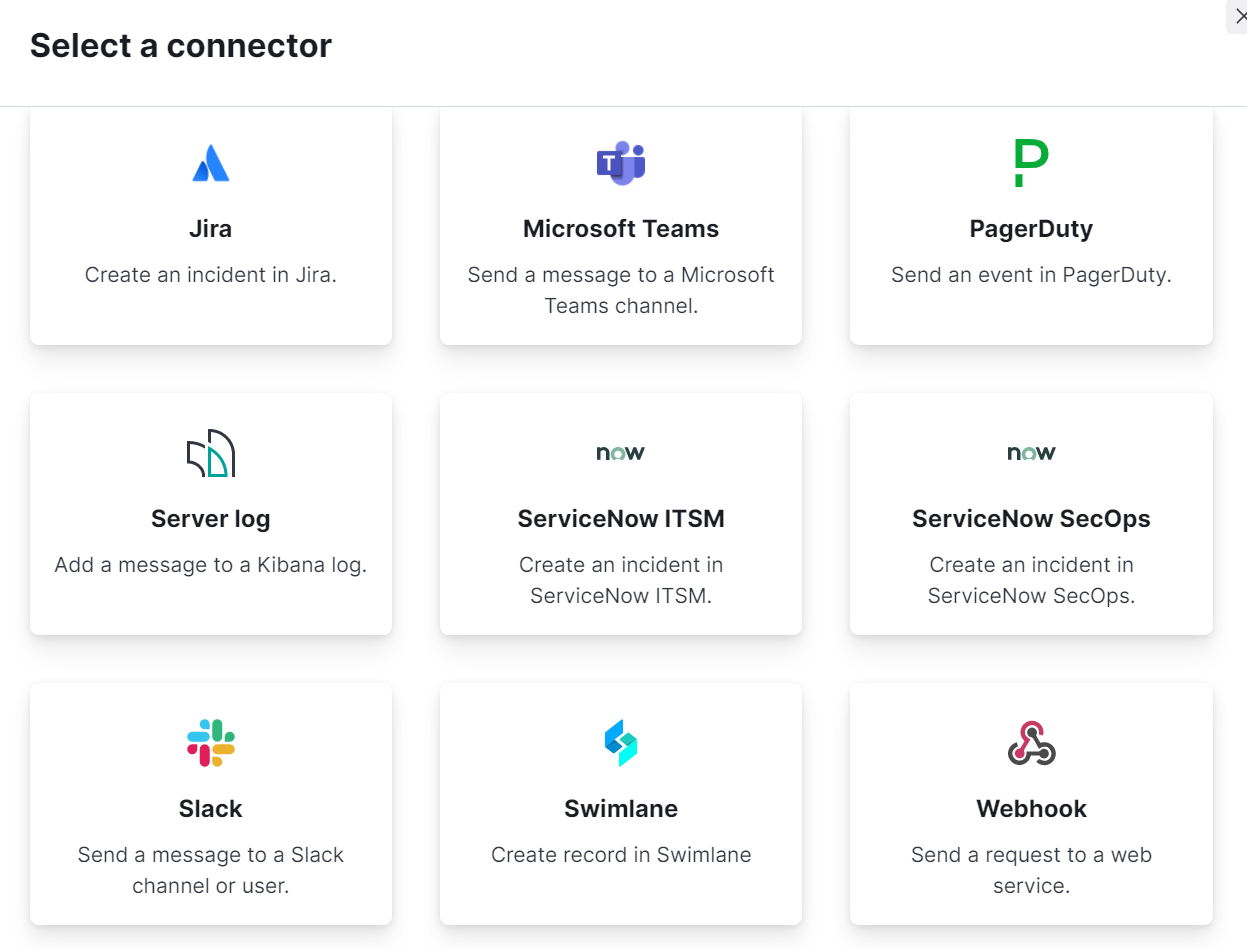 Select a connector
T
Jira
Microsoft Teams
PagerDuty
Create an incident in Jira.
Send a message to a Microsoft
Teams channel.
Send an event in PagerDuty.
now
now
Server log
ServiceNow ITSM
ServiceNow SecOps
Add a message to a Kibana log.
Create an incident in
ServiceNow ITSM.
Create an incident in
ServiceNow SecOps.
Slack
Swimlane
Webhook
Send a message to a Slack
channel or user.
Create record in Swimlane
Send a request to a web
service.